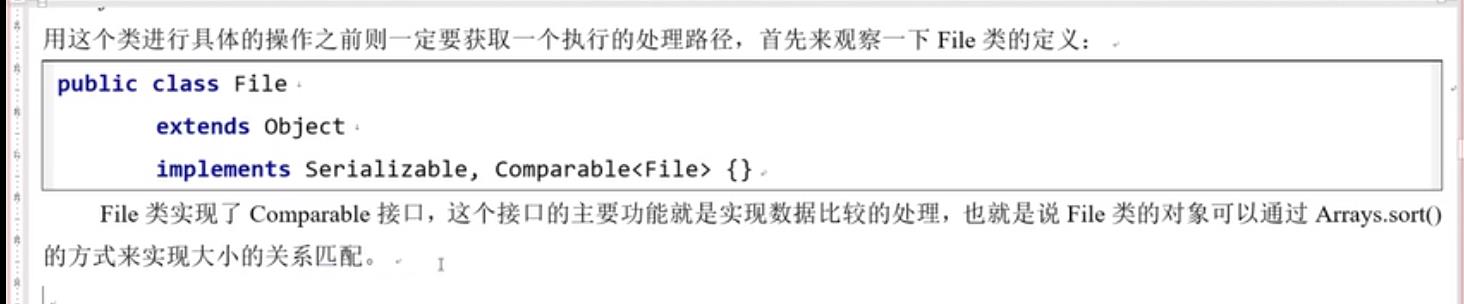 用这个类进行具体的操作之前则一定要获取一个执行的处理路径，首先来观察一下 File 类的定义：
public class File
extends Object
implements Serializable, Comparable<File> {}
File 类实现了 Comparable 接口，这个接口的主要功能就是实现数据比较的处理，也就是说 File 类的对象可以通过 Arrays.sort()
的方式来实现大小的关系匹配。